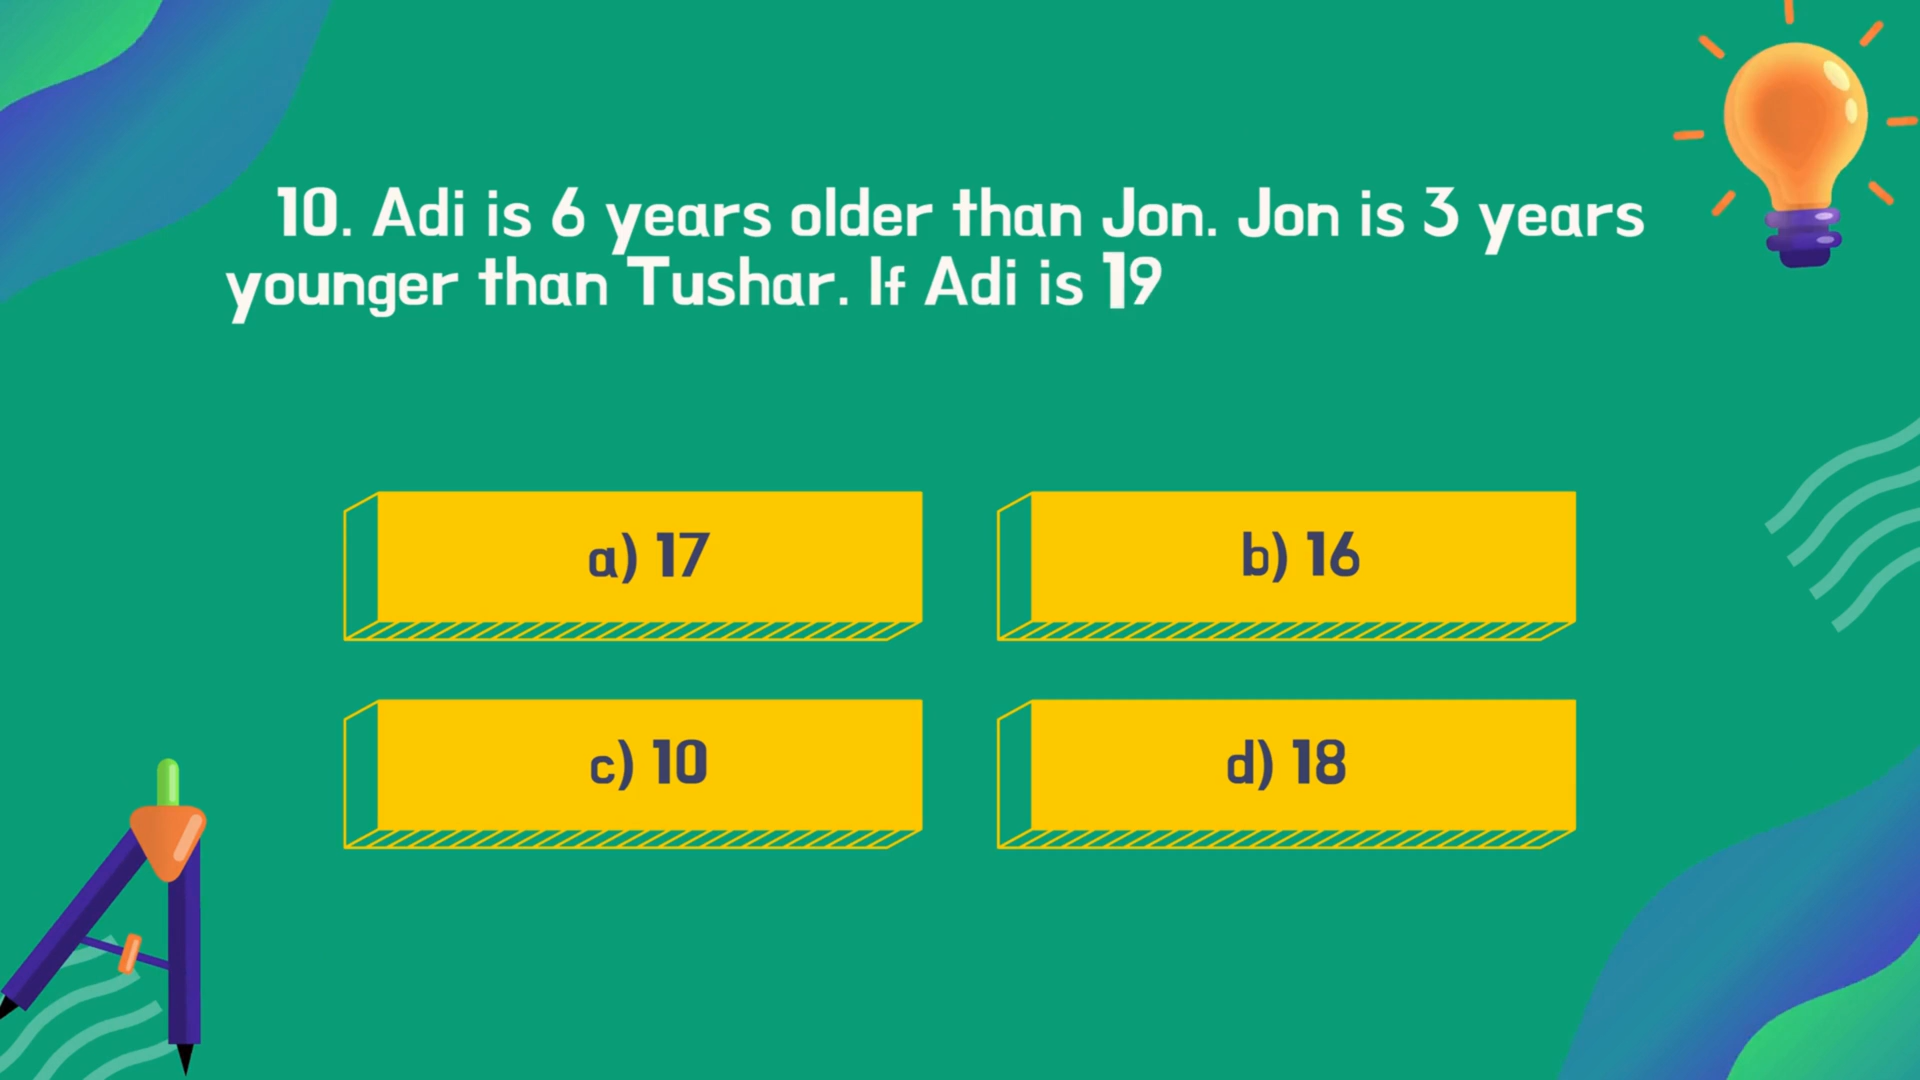 10. Adi is 6 years older than Jon. Jon is 3 years
younger than Tushar. If Adi is 19
a) 17
b) 16
c) 10
d) 18